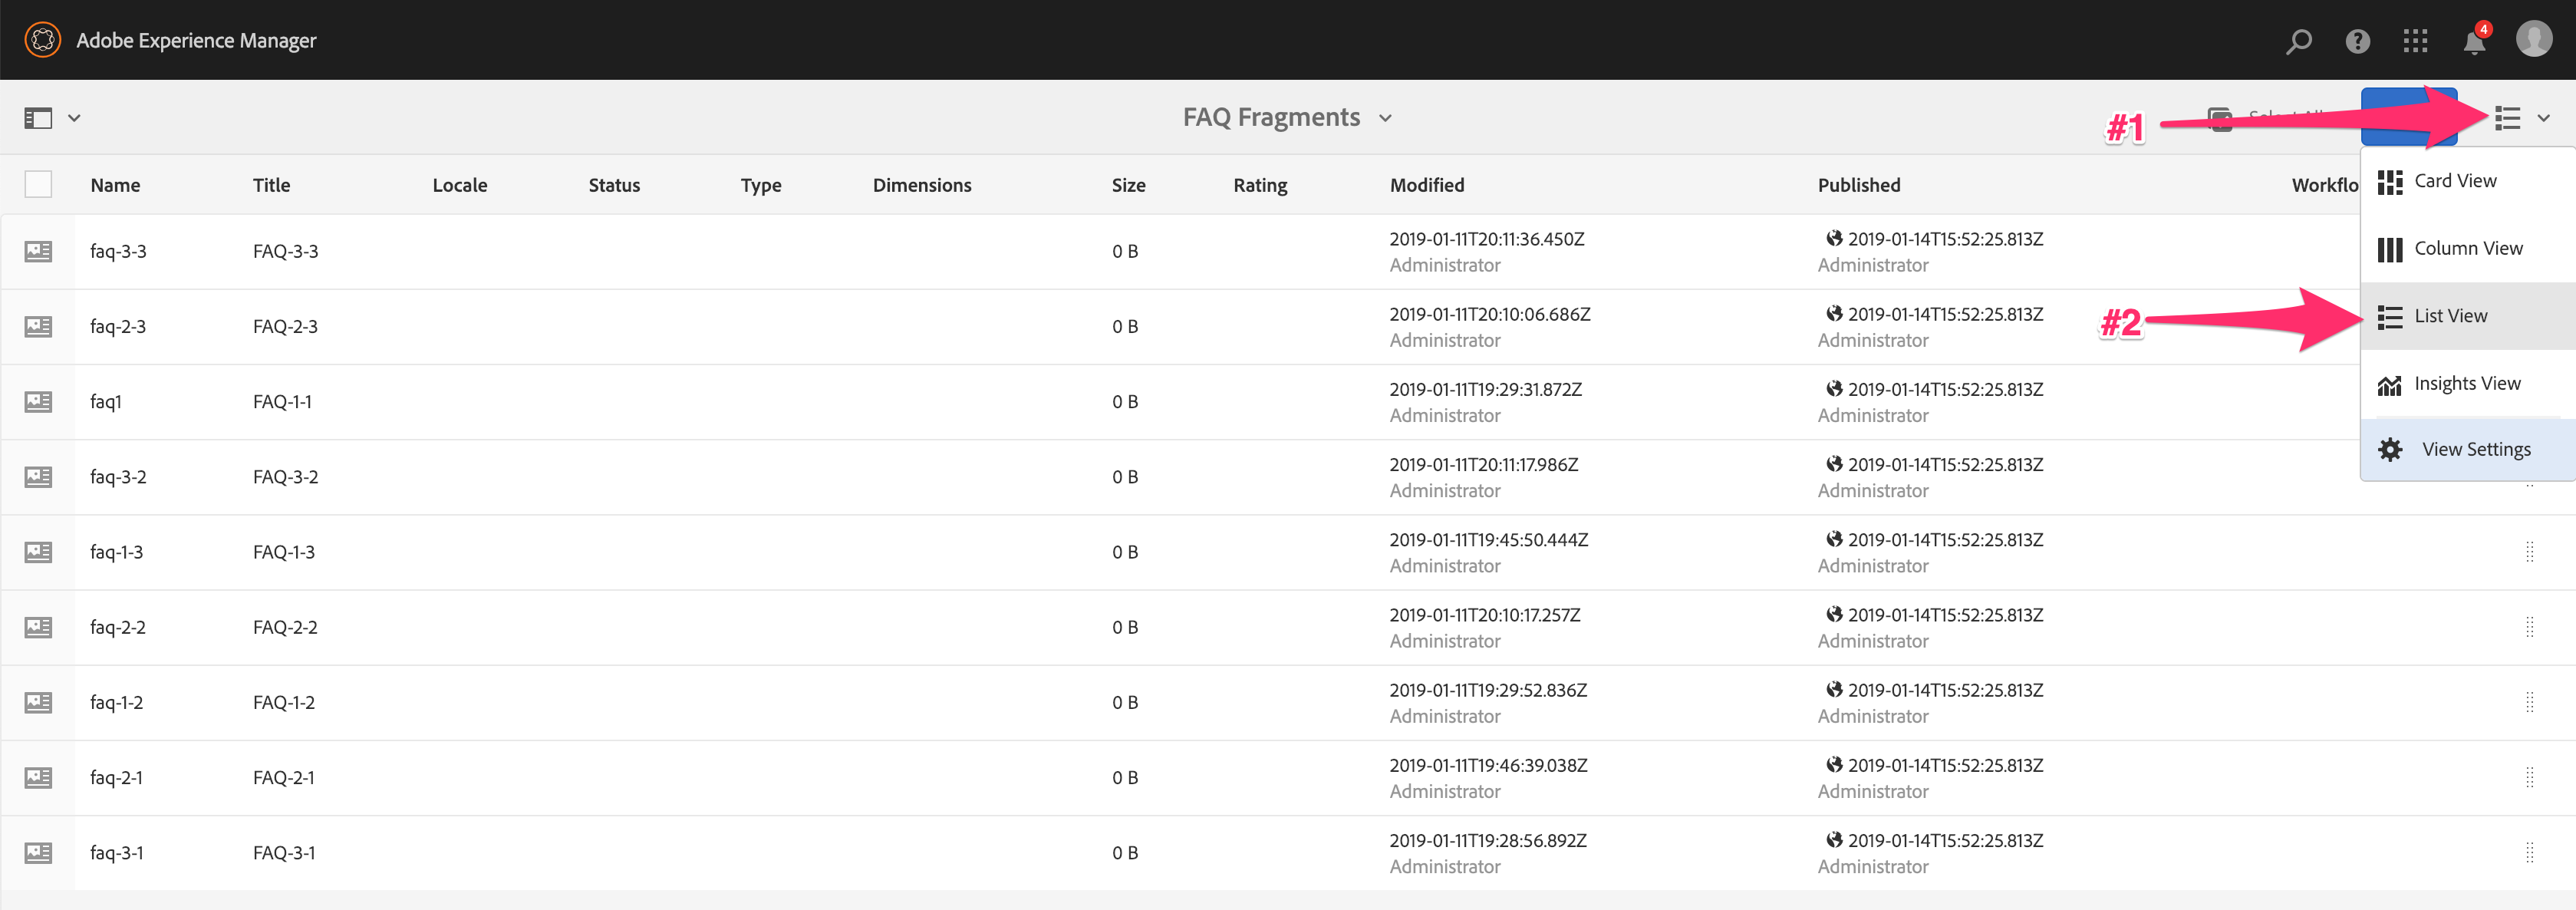 Adobe Experience Manager
4
FAQ Fragments
#1
Name Title Locale Status Type Dimensions Size Rating Modified Published
Card View
faq-3-3 FAQ-3-3 0 B 2019-01-11T20:11:36.450Z 2019-01-14T15:52:25.813Z
Administrator Administrator
Column View
faq-2-3 FAQ-2-3 0 B 2019-01-11T20:10:06.686Z 2019-01-14T15:52:25.813Z
Administrator Administrator
#2 List View
faq1 FAQ-1-1 0 B 2019-01-11T19:29:31.872Z 2019-01-14T15:52:25.813Z
Administrator Administrator
Insights View
faq-3-2 FAQ-3-2 0 B 2019-01-11T20:11:17.986Z 2019-01-14T15:52:25.813Z
Administrator Administrator
View Settings
faq-1-3 FAQ-1-3 0 B 2019-01-11T19:45:50.444Z 2019-01-14T15:52:25.813Z
Administrator Administrator
faq-2-2 FAQ-2-2 0 B 2019-01-11T20:10:17.257Z 2019-01-14T15:52:25.813Z
Administrator Administrator
faq-1-2 FAQ-1-2 0 B 2019-01-11T19:29:52.836Z 2019-01-14T15:52:25.813Z
Administrator Administrator
faq-2-1 FAQ-2-1 0 B 2019-01-11T19:46:39.038Z 2019-01-14T15:52:25.813Z
Administrator Administrator
faq-3-1 FAQ-3-1 0 B 2019-01-11T19:28:56.892Z 2019-01-14T15:52:25.813Z
Administrator Administrator